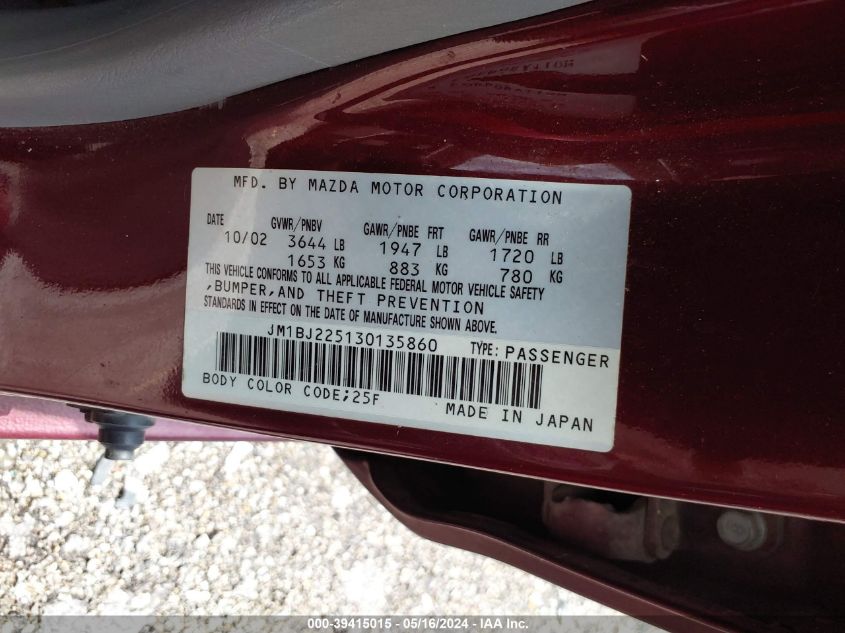 MFD. BY MAZDA MOTOR CORPORATION
DATE GVWR/PNBV GAWR/PNBE FRT GAWR/PNBE RR
10/02 3644 LB 1947 LB 1720 LB
1653 KG 883 KG 780 KG
THIS VEHICLE CONFORMS TO ALL APPLICABLE FEDERAL MOTOR VEHICLE SAFETY
,BUMPER,AND THEFT PREVENTION
STANDARDS IN EFFECT ON THE DATE OF MANUFACTURE SHOWN ABOVE.
JM1BJ225130135860 TYPE: PASSENGER
BODY COLOR CODE;25F MADE IN JAPAN
000-39415015 - 05/16/2024 - IAA Inc.